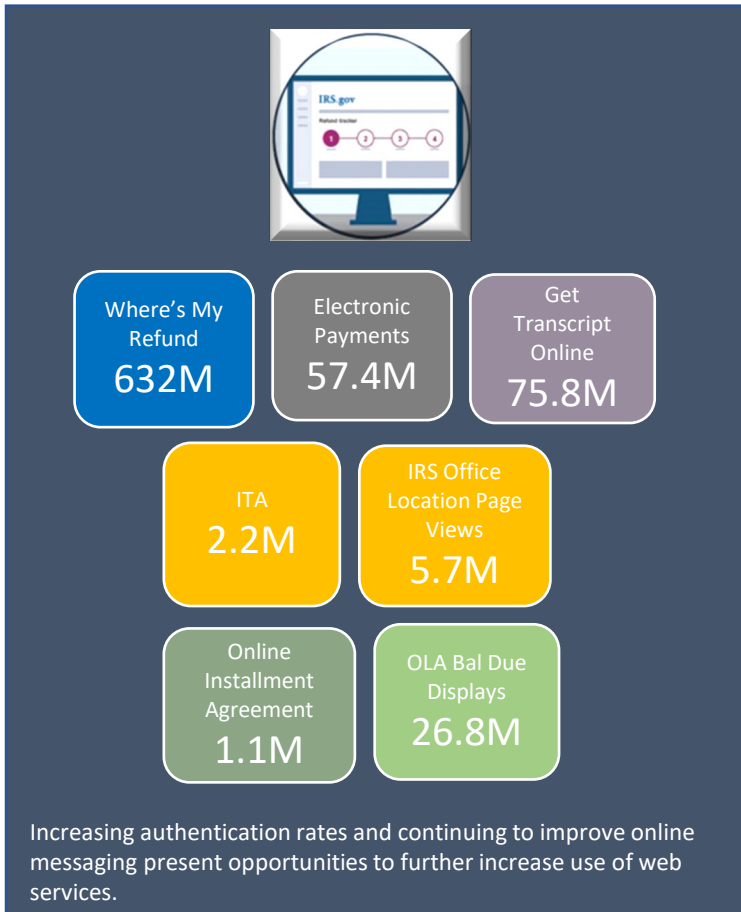 IRS.gov
Refund tracker
1 2 3 4
Where's My
Refund
632M
Electronic
Payments
57.4M
Get
Transcript
Online
75.8M
ITA
2.2M
IRS Office
Location Page
Views
5.7M
Online
Installment
Agreement
1.1M
OLA Bal Due
Displays
26.8M
Increasing authentication rates and continuing to improve online
messaging present opportunities to further increase use of web
services.